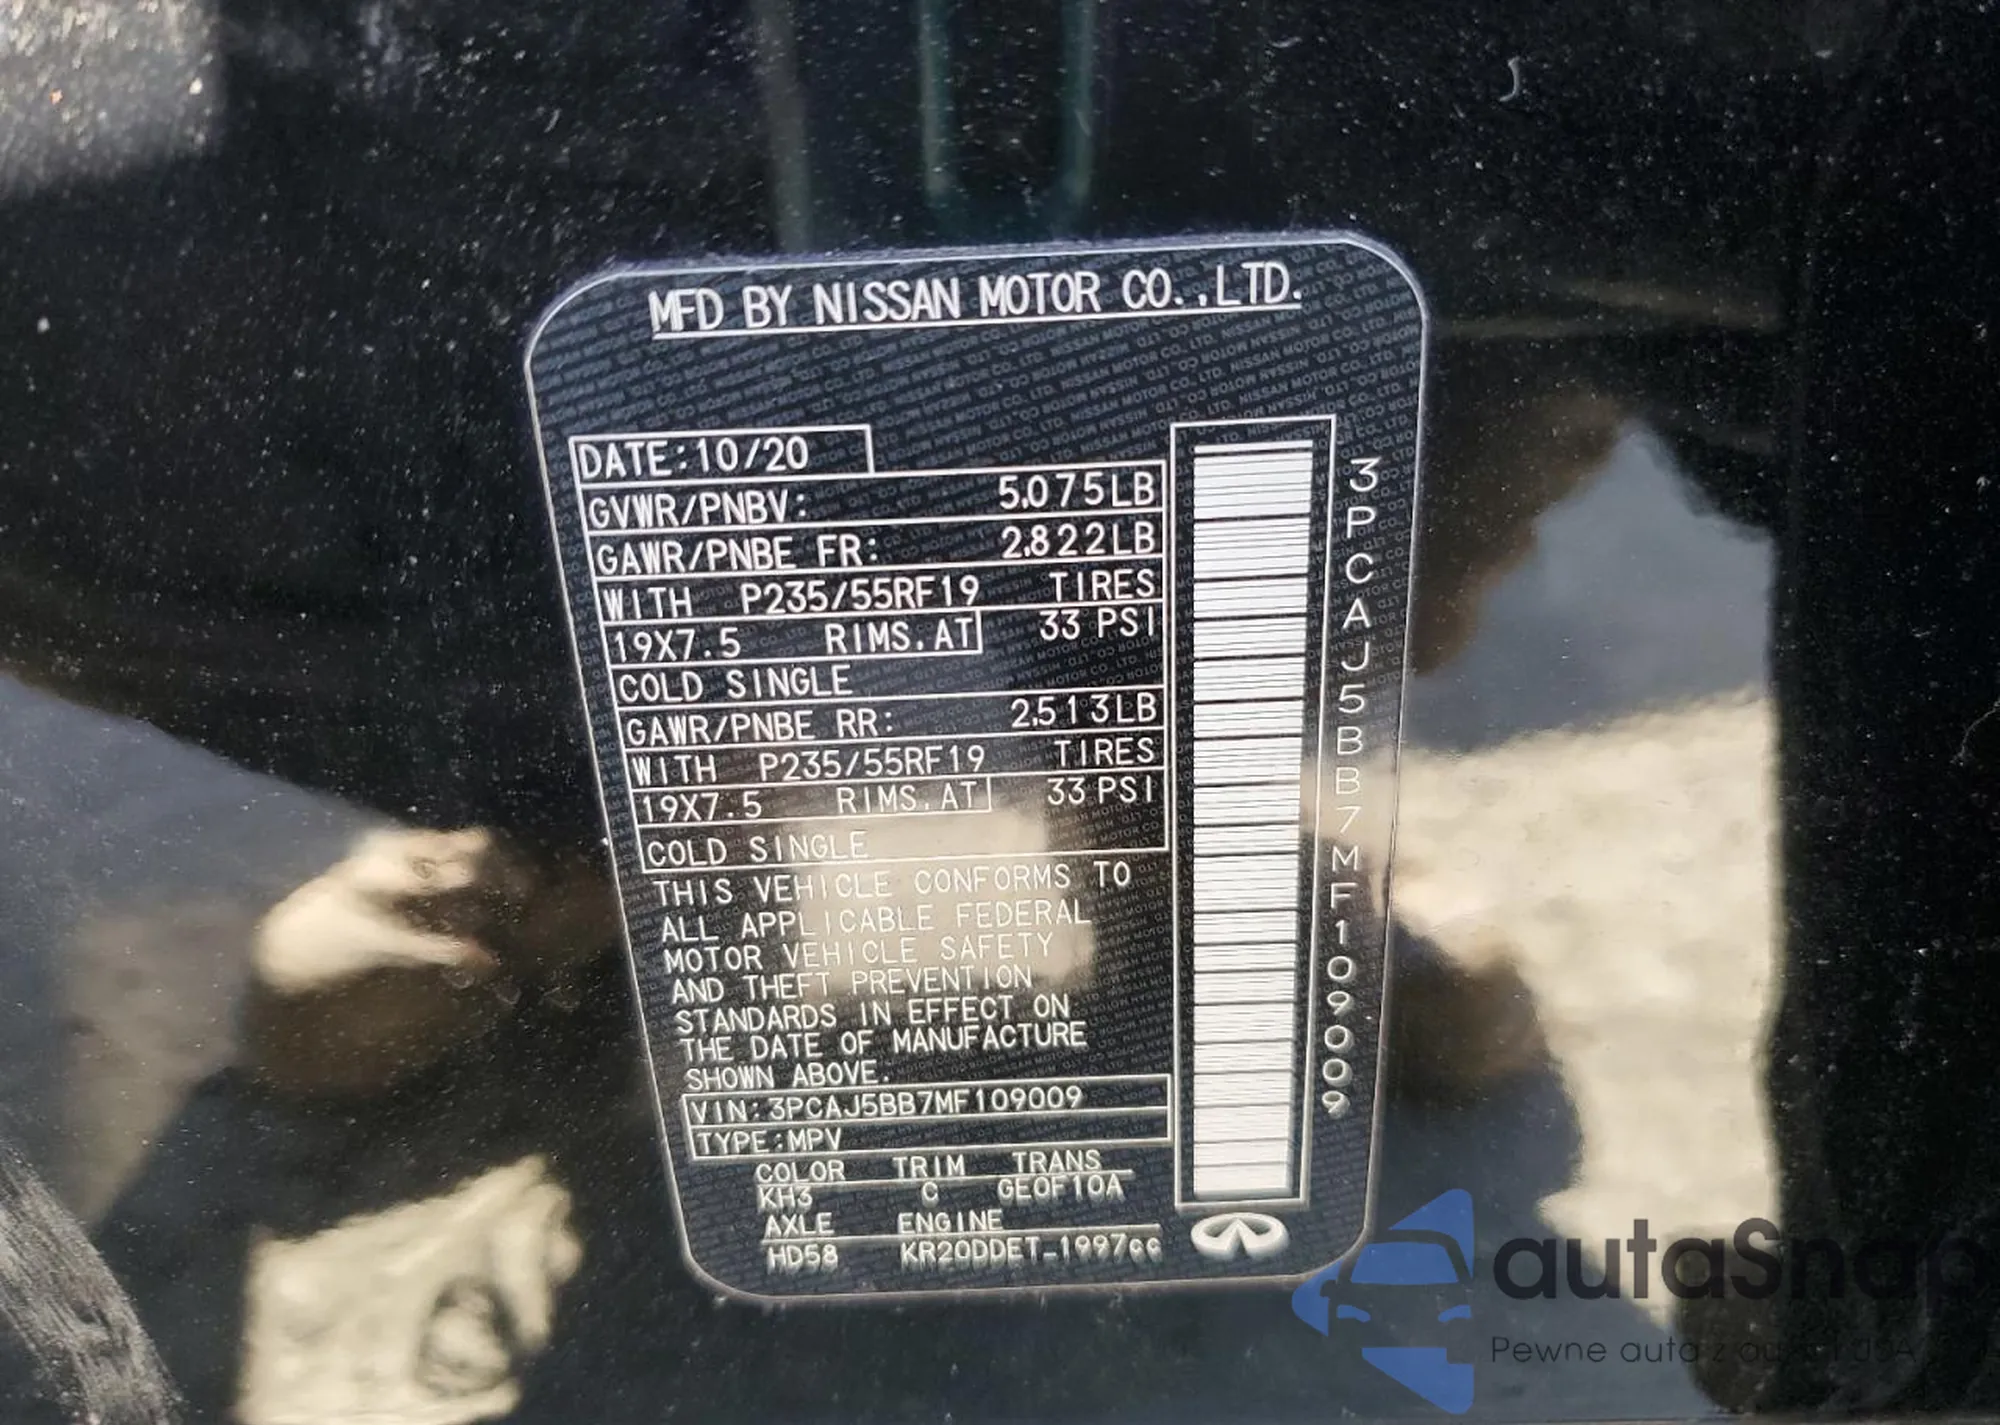 MFD BY NISSAN MOTOR CO.,LTD.
DATE:10/20
GVWR/PNBV: 5,075LB
GAWR/PNBE FR: 2,822LB
WITH P235/55RF19 TIRES
19X7.5 RIMS.AT 33 PSI
COLD SINGLE
GAWR/PNBE RR: 2,513LB
WITH P235/55RF19 TIRES
19X7.5 RIMS.AT 33 PSI
COLD SINGLE
THIS VEHICLE CONFORMS TO
ALL APPLICABLE FEDERAL
MOTOR VEHICLE SAFETY
AND THEFT PREVENTION
STANDARDS IN EFFECT ON
THE DATE OF MANUFACTURE
SHOWN ABOVE.
VIN:3PCAJ5BB7MF109009
TYPE:MPV
COLOR TRIM TRANS
KH3 C GE0F10A
AXLE ENGINE
HD58 KR20DDET-1997cc
3PCAJ5BB7MF109009
autaSnap
Pewne auta z